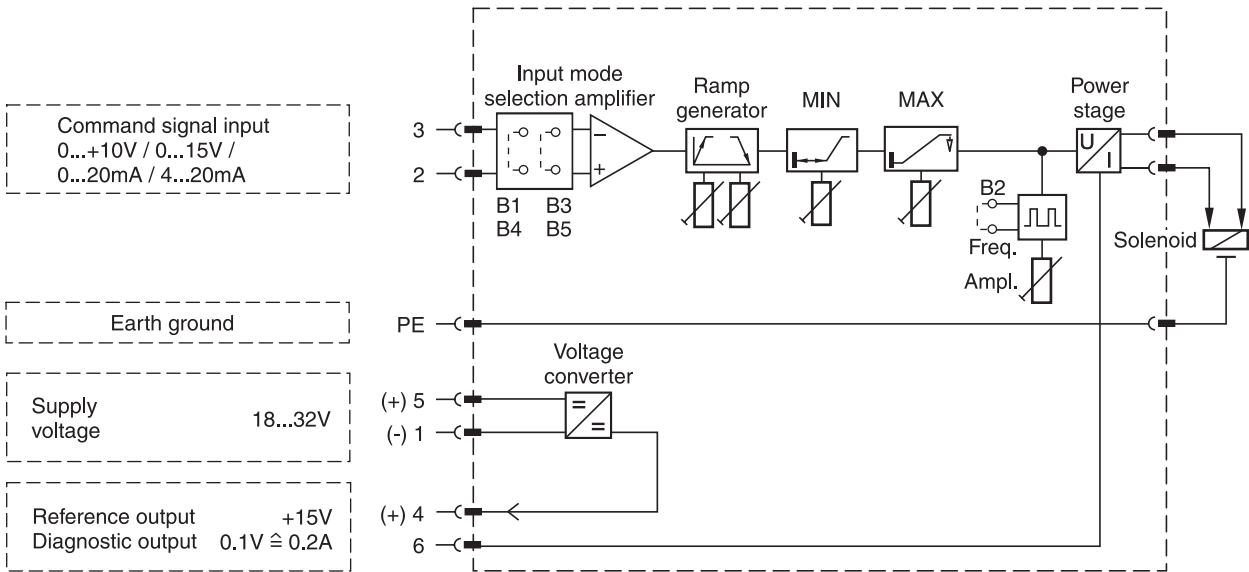 Input mode
selection amplifier
Ramp
generator
MIN
MAX
Power
stage
Command signal input
0...+10V / 0...15V /
0...20mA / 4...20mA
3
2
−
+
U
I
B1
B4
B3
B5
B2
Freq.
Ampl.
Solenoid
Earth ground
PE
Voltage
converter
Supply
voltage
18...32V
(+) 5
(-) 1
=
=
Reference output +15V
Diagnostic output 0.1V ≙ 0.2A
(+) 4
6